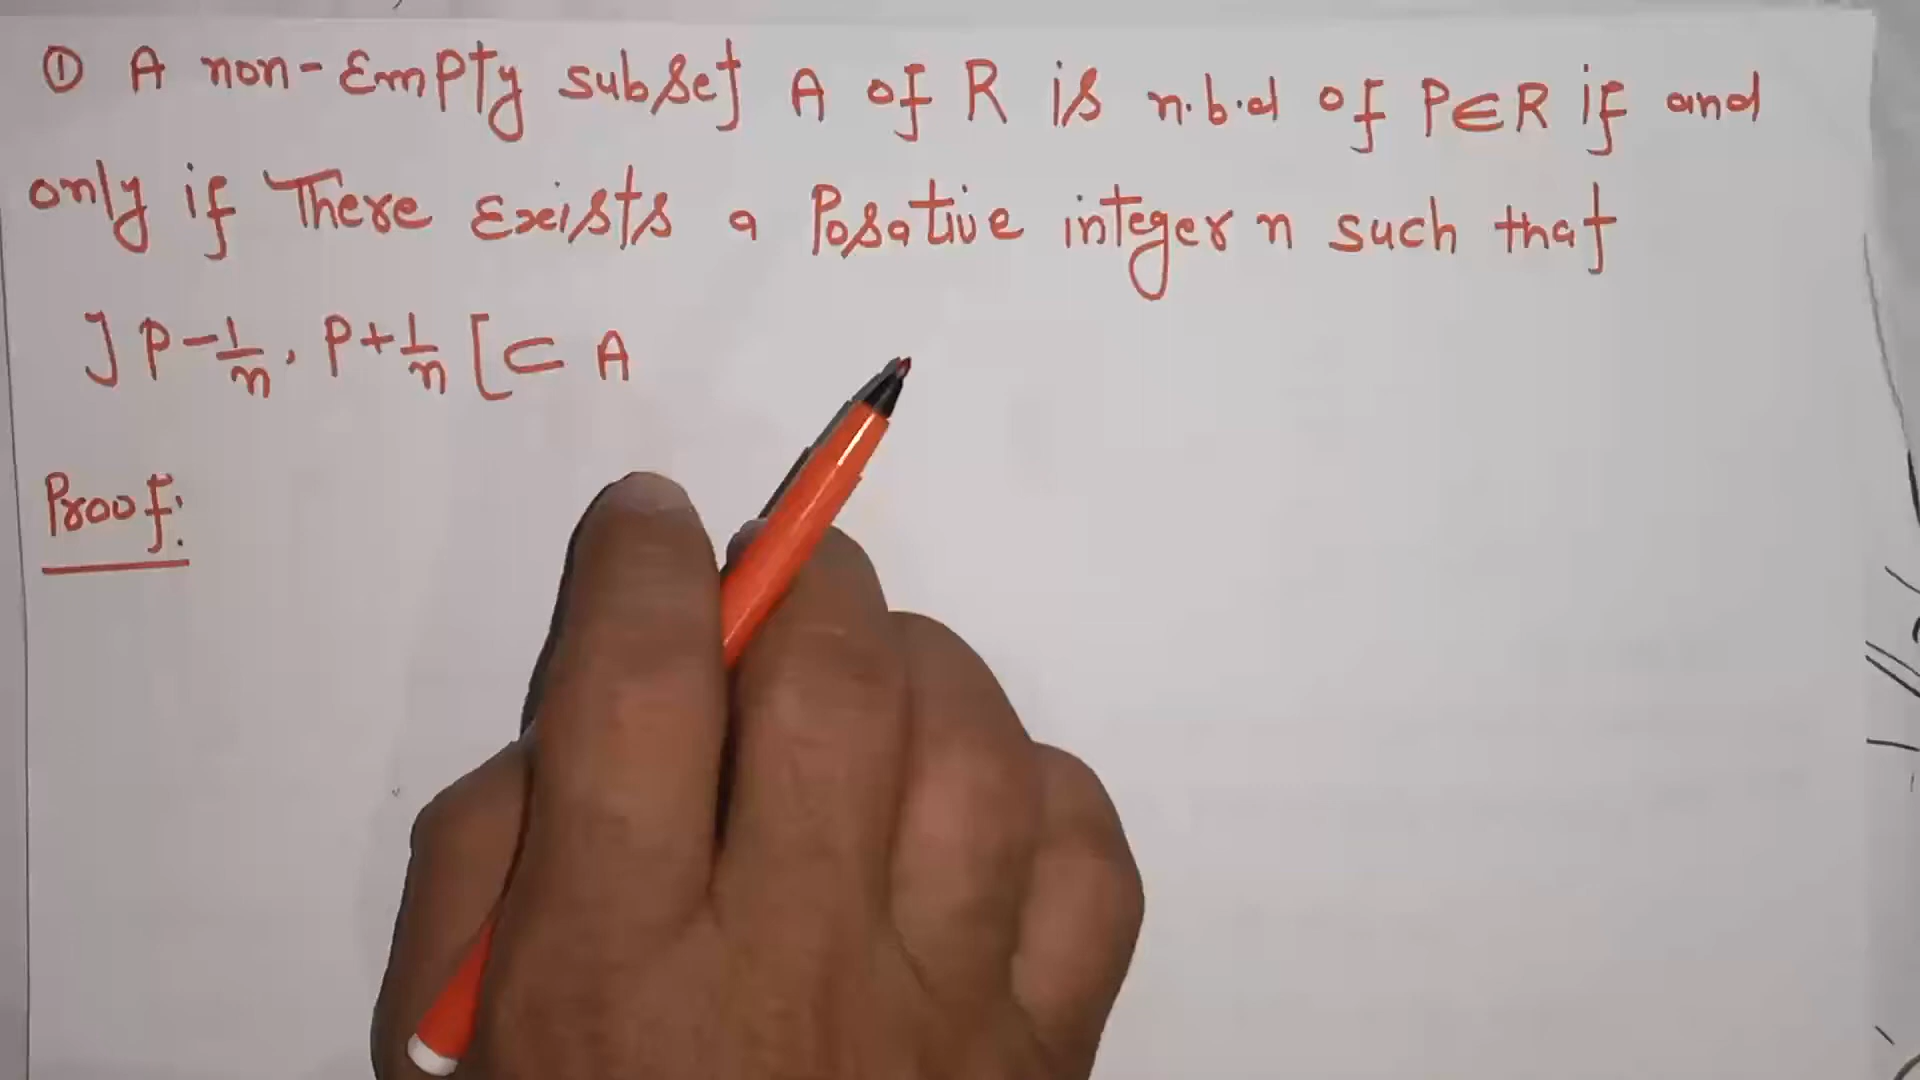 ① A non-Empty subset A of R is n.b.d of P∈R if and
only if There Exists a Posative integer n such that
]P-1/n, P+1/n[⊂ A
Proof: